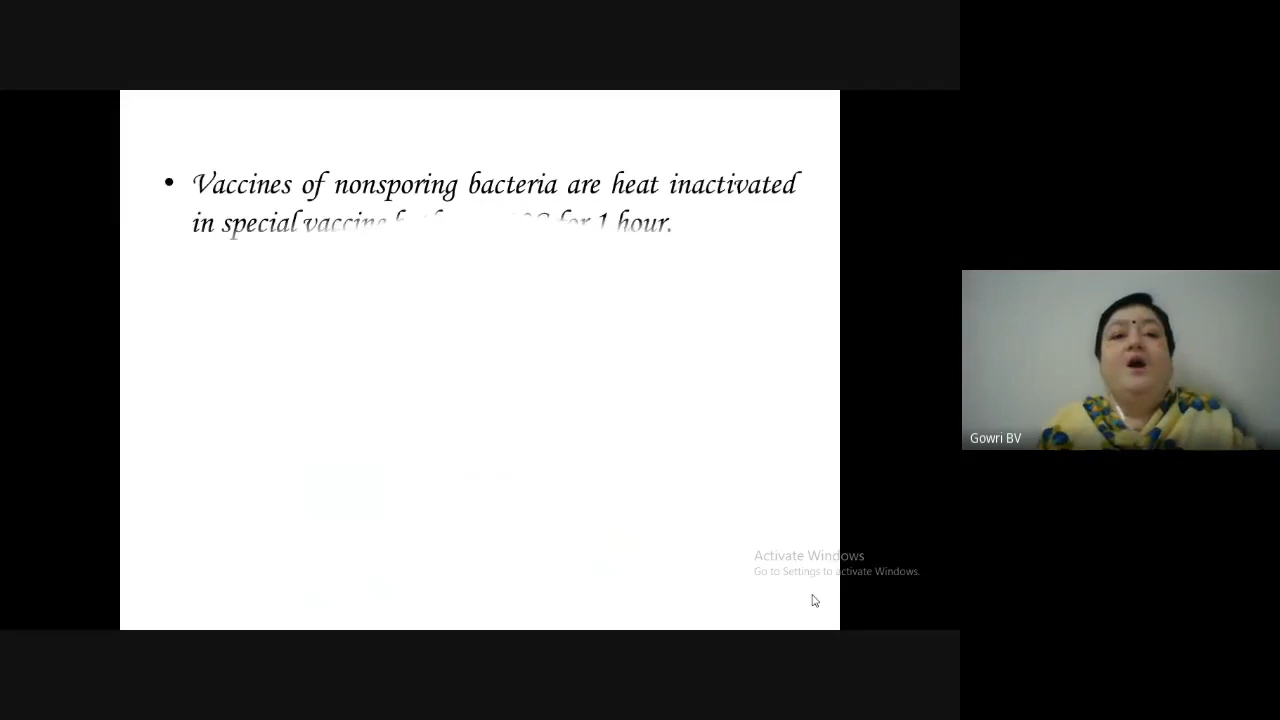 • Vaccines of nonsporing bacteria are heat inactivated
in special vaccine for 1 hour.
Gowri BV
Activate Windows
Go to Settings to activate Windows.